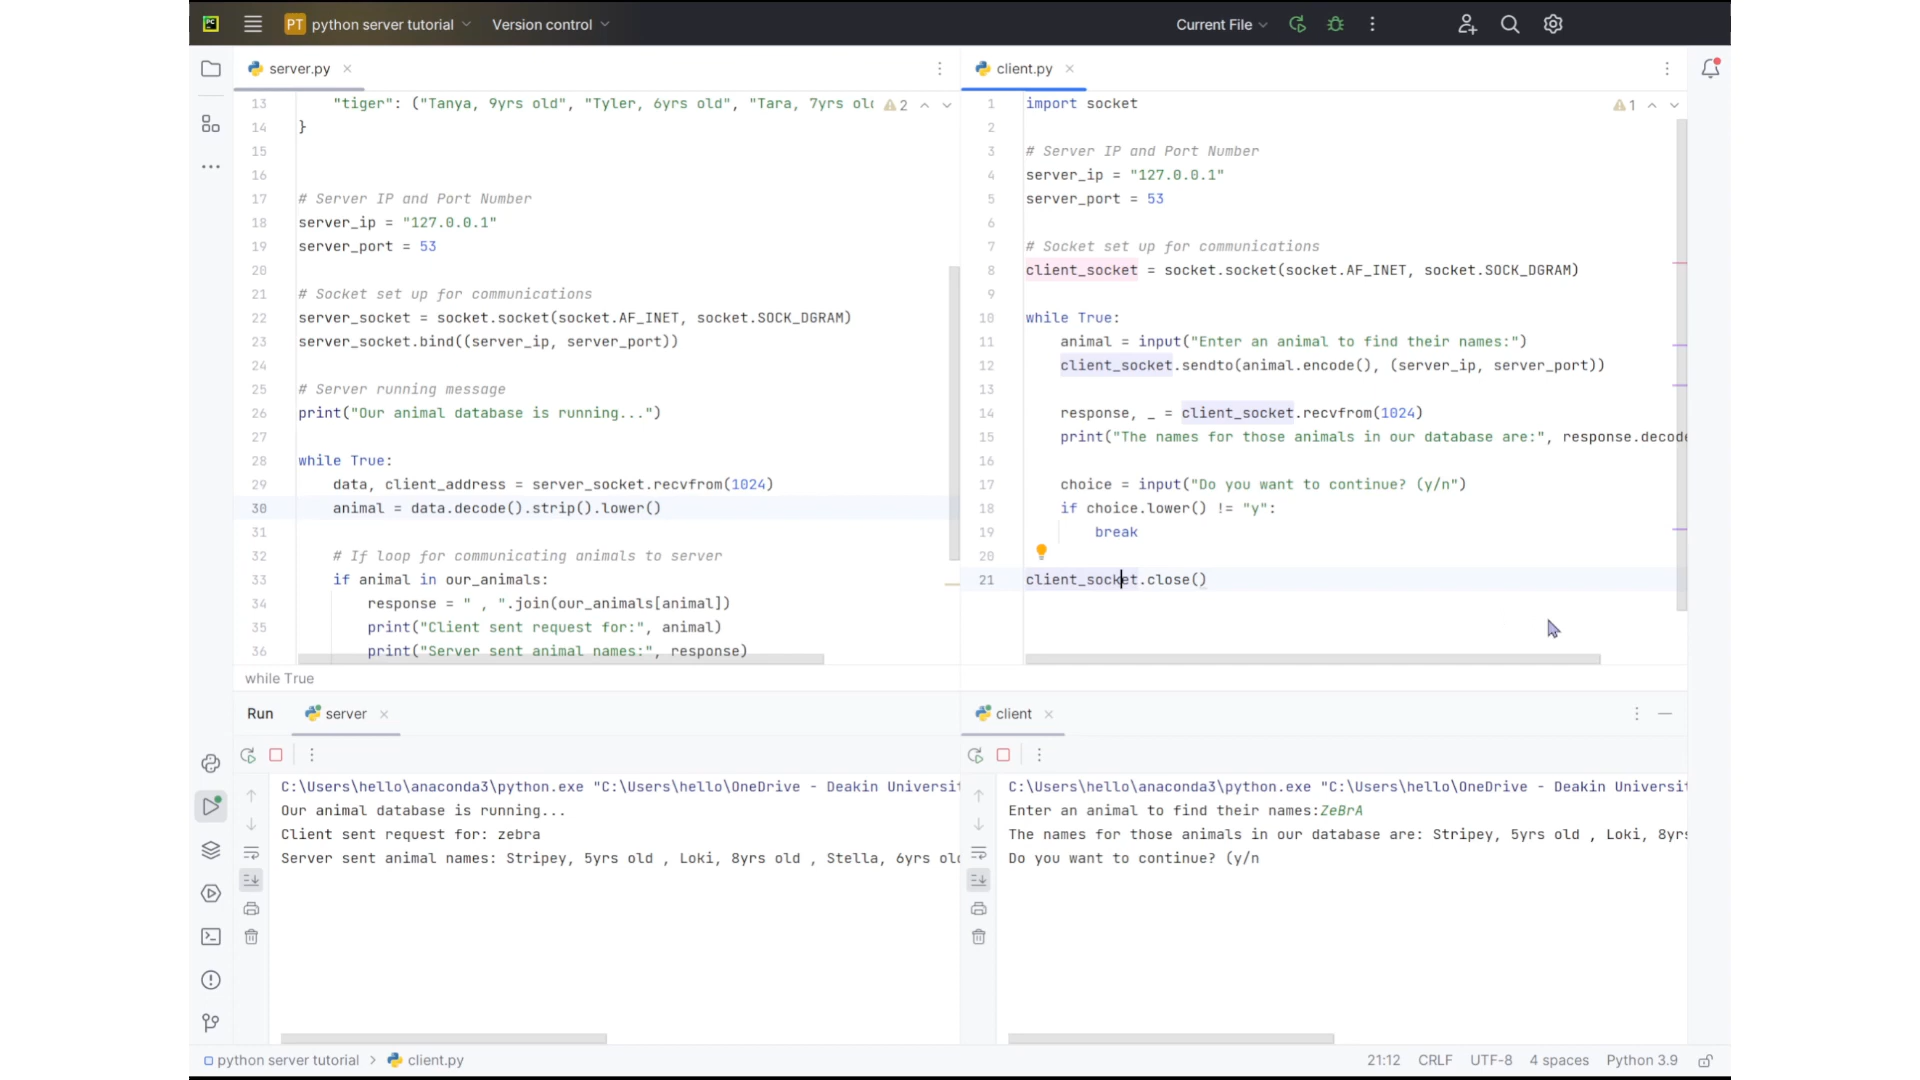 PC
PT python server tutorial
Version control
Current File
server.py
13 "tiger": ("Tanya, 9yrs old", "Tyler, 6yrs old", "Tara, 7yrs
2
14 }
15
16
17 # Server IP and Port Number
18 server_ip = "127.0.0.1"
19 server_port = 53
20
21 # Socket set up for communications
22 server_socket = socket.socket(socket.AF_INET, socket.SOCK_DGRAM)
23 server_socket.bind((server_ip, server_port))
24
25 # Server running message
26 print("Our animal database is running...")
27
28 while True:
29 data, client_address = server_socket.recvfrom(1024)
30 animal = data.decode().strip().lower()
31
32 # If loop for communicating animals to server
33 if animal in our_animals:
34 response = " , ".join(our_animals[animal])
35 print("Client sent request for:", animal)
36 print("Server sent animal names:", response)
while True
client.py
1 import socket
1
2
3 # Server IP and Port Number
4 server_ip = "127.0.0.1"
5 server_port = 53
6
7 # Socket set up for communications
8 client_socket = socket.socket(socket.AF_INET, socket.SOCK_DGRAM)
9
10 while True:
11 animal = input("Enter an animal to find their names:")
12 client_socket.sendto(animal.encode(), (server_ip, server_port))
13
14 response, _ = client_socket.recvfrom(1024)
15 print("The names for those animals in our database are:", response.decode
16
17 choice = input("Do you want to continue? (y/n")
18 if choice.lower() != "y":
19 break
20
21 client_socket.close()
Run
server
C:\Users\hello\anaconda3\python.exe "C:\Users\hello\OneDrive - Deakin Universit
Our animal database is running...
Client sent request for: zebra
Server sent animal names: Stripey, 5yrs old , Loki, 8yrs old , Stella, 6yrs
client
C:\Users\hello\anaconda3\python.exe "C:\Users\hello\OneDrive - Deakin Universit
Enter an animal to find their names:ZeBrA
The names for those animals in our database are: Stripey, 5yrs old , Loki, 8yrs
Do you want to continue? (y/n
python server tutorial > client.py
21:12 CRLF UTF-8 4 spaces Python 3.9